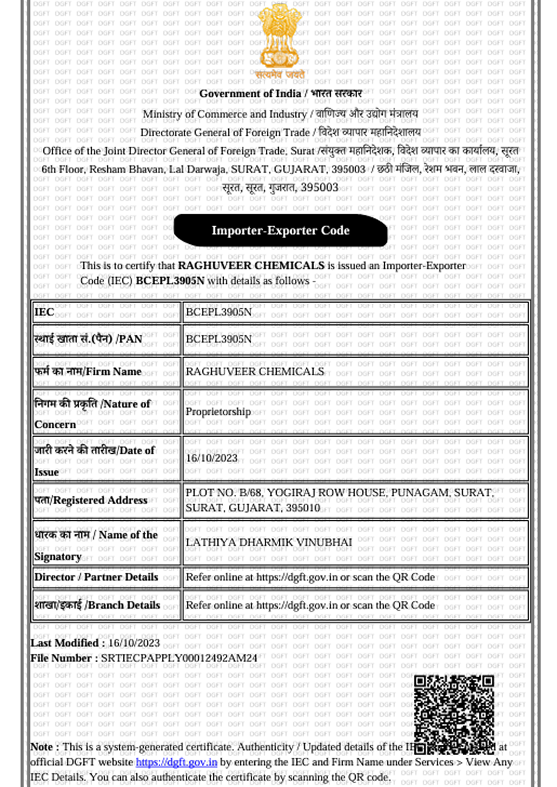 सत्यमेव जयते
Government of India / भारत सरकार
Ministry of Commerce and Industry / वाणिज्य और उद्योग मंत्रालय
Directorate General of Foreign Trade / विदेश व्यापार महानिदेशालय
Office of the Joint Director General of Foreign Trade, Surat /संयुक्त महानिदेशक, विदेश व्यापार का कार्यालय, सूरत
6th Floor, Resham Bhavan, Lal Darwaja, SURAT, GUJARAT, 395003 / छठी मंजिल, रेशम भवन, लाल दरवाजा,
सूरत, सूरत, गुजरात, 395003
Importer-Exporter Code
This is to certify that RAGHUVEER CHEMICALS is issued an Importer-Exporter
Code (IEC) BCEPL3905N with details as follows -
IEC BCEPL3905N
स्थाई खाता सं.(पैन) /PAN BCEPL3905N
फर्म का नाम/Firm Name RAGHUVEER CHEMICALS
निगम की प्रकृति /Nature of
Concern
Proprietorship
जारी करने की तारीख/Date of
Issue
16/10/2023
पता/Registered Address
PLOT NO. B/68, YOGIRAJ ROW HOUSE, PUNAGAM, SURAT,
SURAT, GUJARAT, 395010
धारक का नाम / Name of the
Signatory
LATHIYA DHARMIK VINUBHAI
Director / Partner Details Refer online at https://dgft.gov.in or scan the QR Code
शाखा/इकाई /Branch Details Refer online at https://dgft.gov.in or scan the QR Code
Last Modified : 16/10/2023
File Number : SRTIECPAPPLY00012492AM24
Note : This is a system-generated certificate. Authenticity / Updated details of the at
official DGFT website https://dgft.gov.in by entering the IEC and Firm Name under Services > View Any
IEC Details. You can also authenticate the certificate by scanning the QR code.